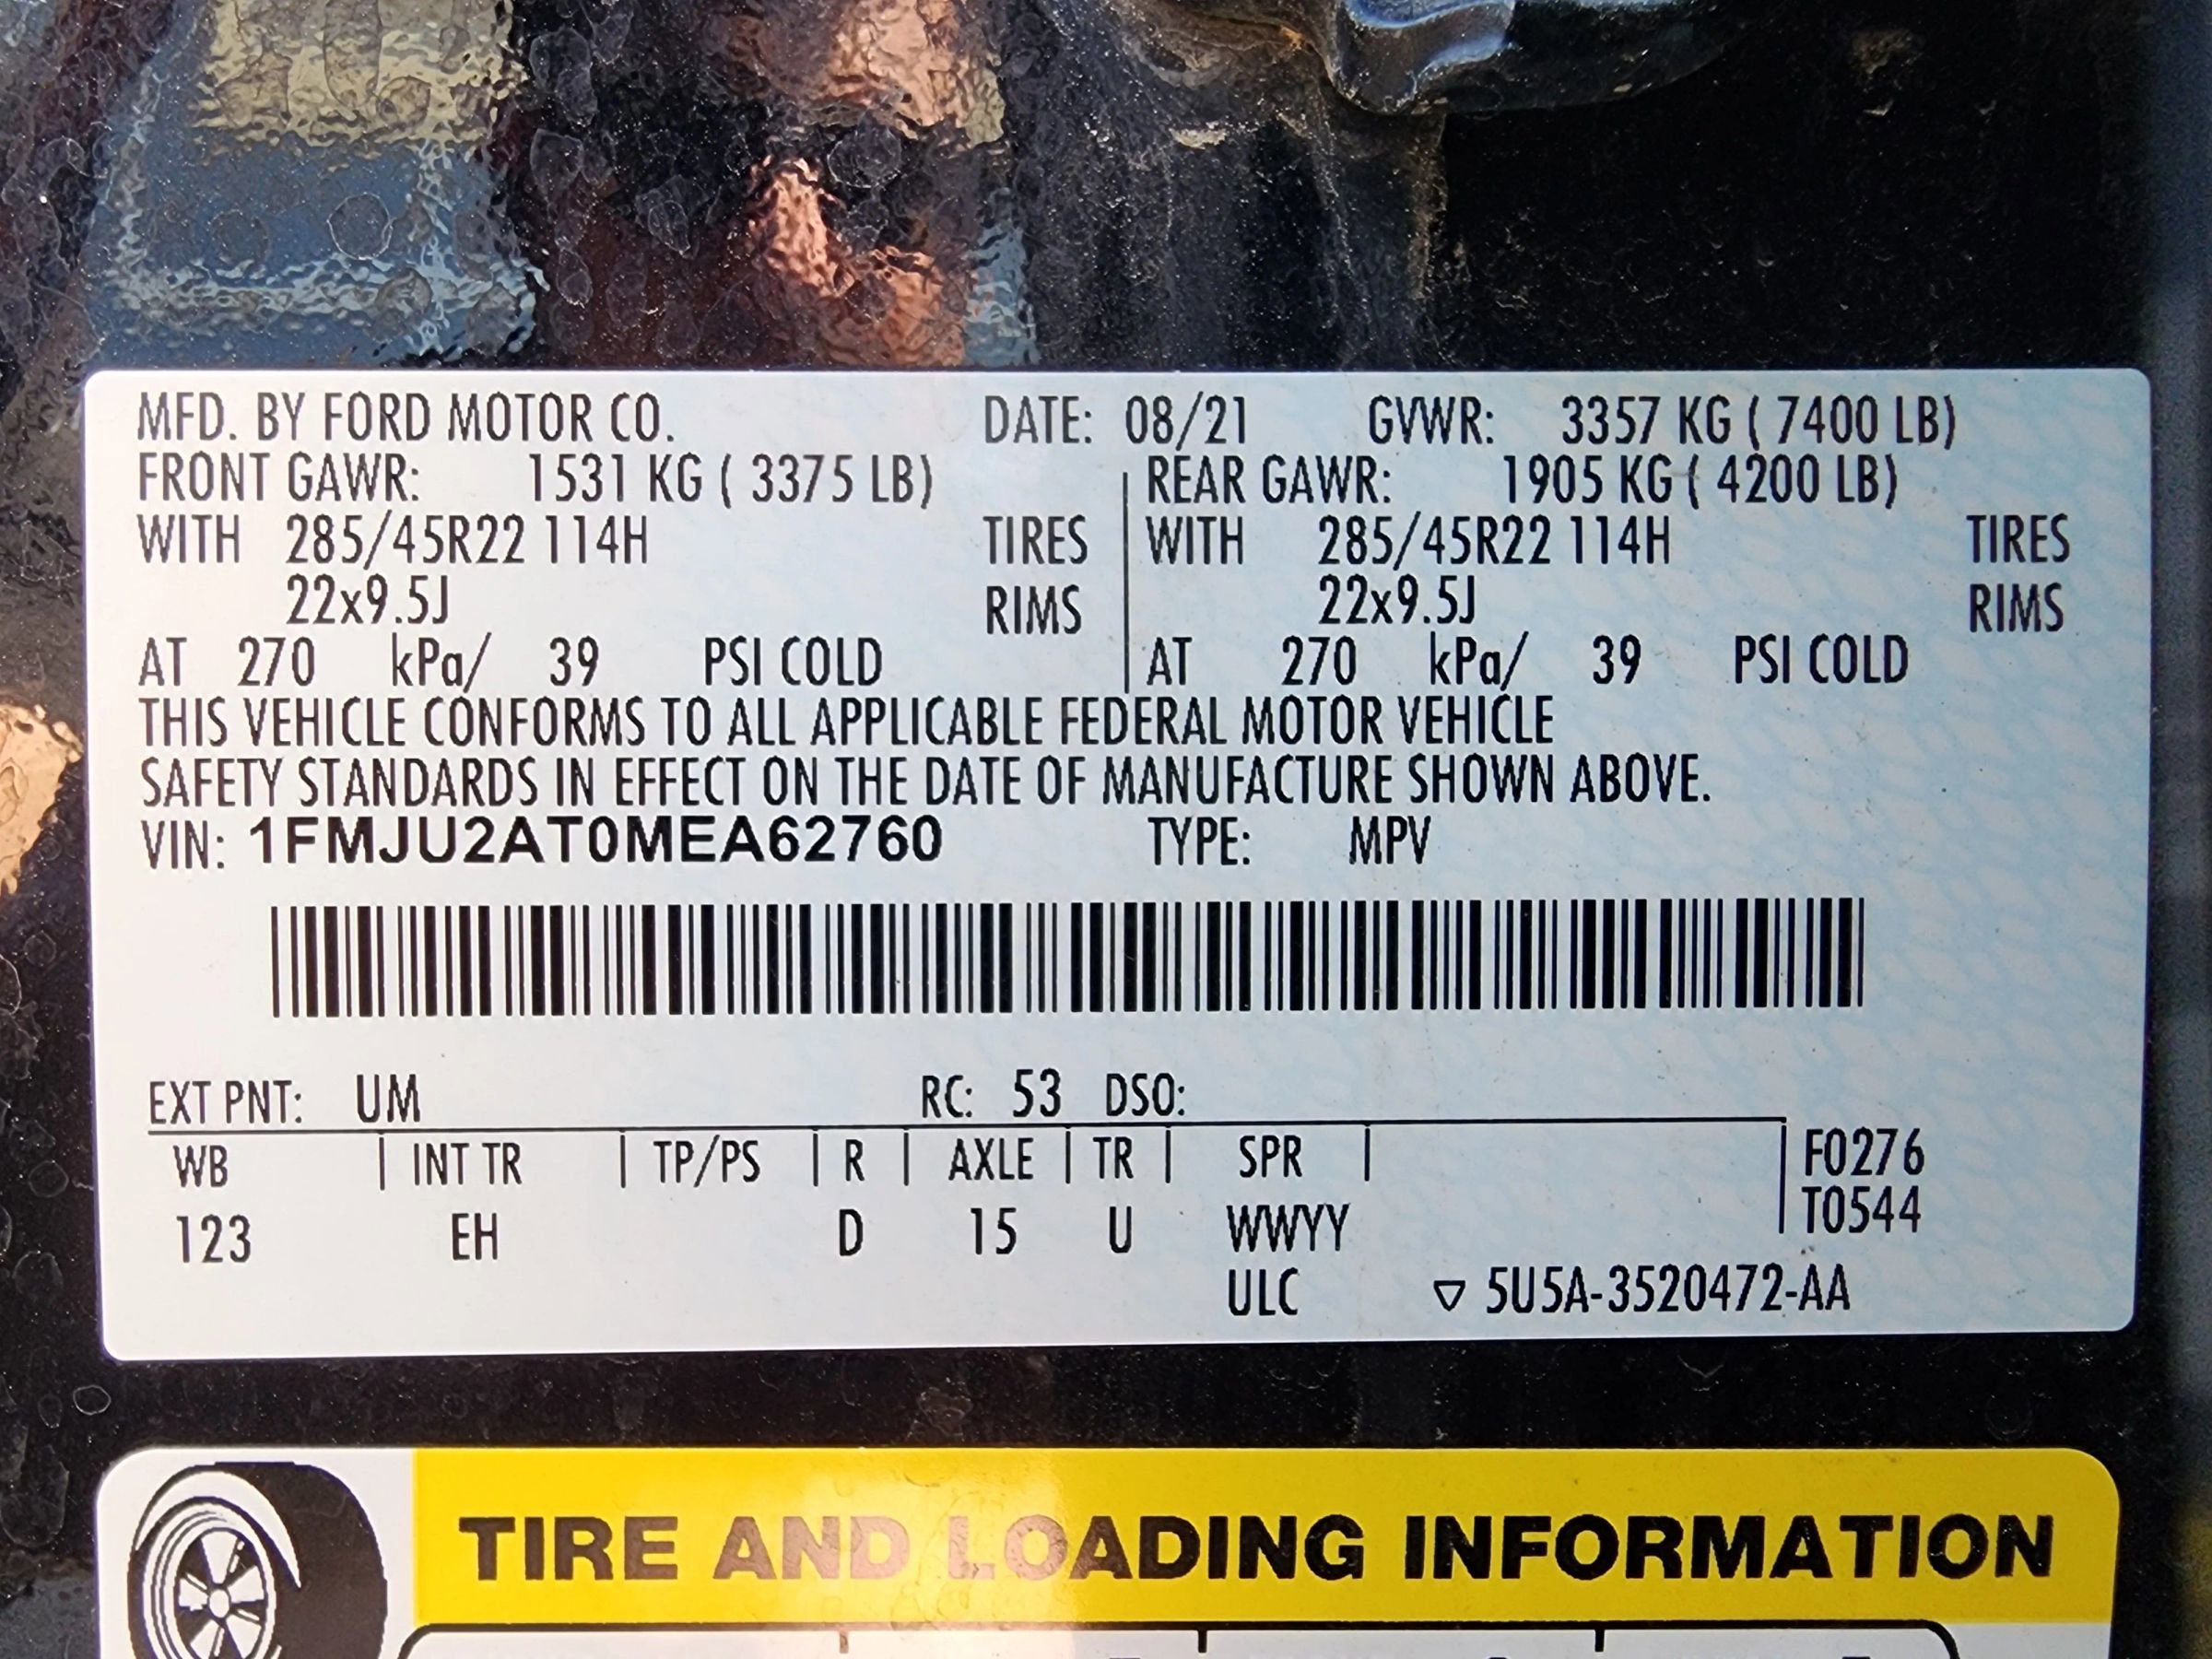 MFD. BY FORD MOTOR CO. DATE: 08/21 GVWR: 3357 KG ( 7400 LB)
FRONT GAWR: 1531 KG ( 3375 LB) REAR GAWR: 1905 KG ( 4200 LB)
WITH 285/45R22 114H TIRES WITH 285/45R22 114H TIRES
22x9.5J RIMS 22x9.5J RIMS
AT 270 kPa/ 39 PSI COLD AT 270 kPa/ 39 PSI COLD
THIS VEHICLE CONFORMS TO ALL APPLICABLE FEDERAL MOTOR VEHICLE
SAFETY STANDARDS IN EFFECT ON THE DATE OF MANUFACTURE SHOWN ABOVE.
VIN: 1FMJU2AT0MEA62760 TYPE: MPV
EXT PNT: UM RC: 53 DSO:
WB INT TR TP/PS R AXLE TR SPR F0276
T0544
123 EH D 15 U WWYY
ULC ▽ 5U5A-3520472-AA
TIRE AND LOADING INFORMATION